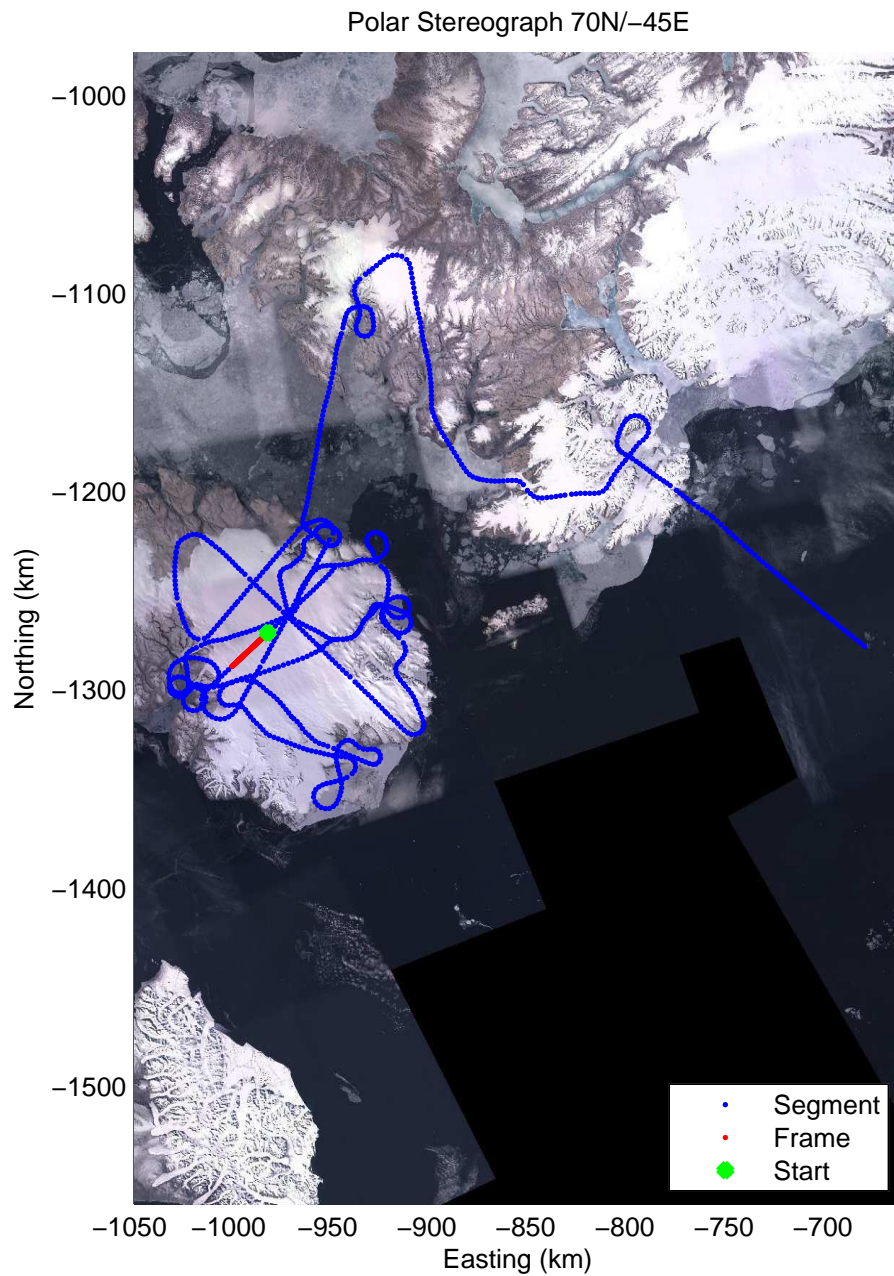 Polar Stereograph 70N/−45E
−1000
−1100
−1200
−1300
−1400
−1500
Northing (km)
Segment
Frame
Start
−1050 −1000 −950 −900 −850 −800 −750 −700
Easting (km)